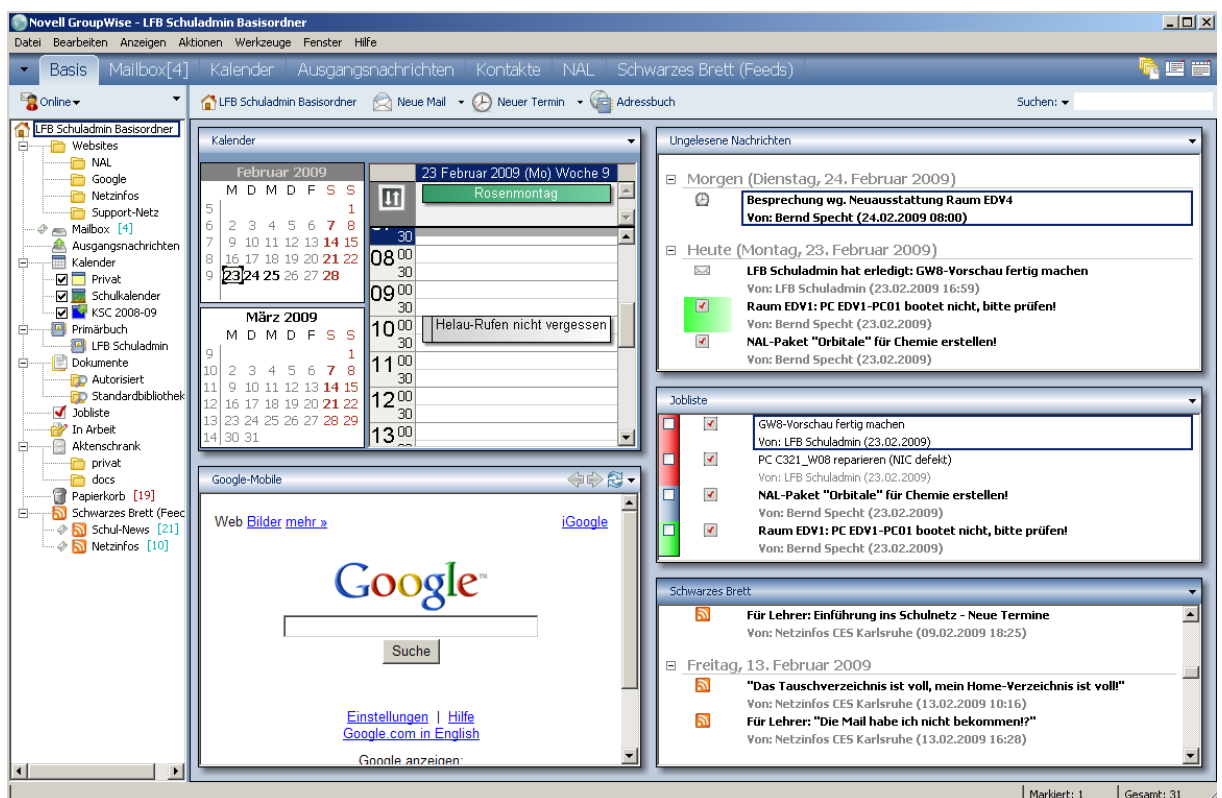 Novell GroupWise - LFB Schuladmin Basisordner
Datei Bearbeiten Anzeigen Aktionen Werkzeuge Fenster Hilfe
Basis Mailbox[4] Kalender Ausgangsnachrichten Kontakte NAL Schwarzes Brett (Feeds)
Online LFB Schuladmin Basisordner Neue Mail Neuer Termin Adressbuch Suchen:
LFB Schuladmin Basisordner
Websites
NAL
Google
Netzinfos
Support-Netz
Mailbox [4]
Ausgangsnachrichten
Kalender
Privat
Schulkalender
KSC 2008-09
Primärbuch
LFB Schuladmin
Dokumente
Autorisiert
Standardbibliothek
Jobliste
In Arbeit
Aktenschrank
privat
docs
Papierkorb [19]
Schwarzes Brett (Feec
Schul-News [21]
Netzinfos [10]
Kalender
Februar 2009
M D M D F S S
5 1
6 2 3 4 5 6 7 8
7 9 10 11 12 13 14 15
8 16 17 18 19 20 21 22
9 23 24 25 26 27 28
März 2009
M D M D F S S
9 1
10 2 3 4 5 6 7 8
11 9 10 11 12 13 14 15
12 16 17 18 19 20 21 22
13 23 24 25 26 27 28 29
14 30 31
23 Februar 2009 (Mo) Woche 9
Rosenmontag
30
08 00
30
09 00
30
10 00 Helau-Rufen nicht vergessen
30
11 00
30
12 00
30
13 00
Google-Mobile
Web Bilder mehr » iGoogle
Google™
Suche
Einstellungen | Hilfe
Google.com in English
Google anzeigen:
Ungelesene Nachrichten
Morgen (Dienstag, 24. Februar 2009)
Besprechung wg. Neuausstattung Raum EDV4
Von: Bernd Specht (24.02.2009 08:00)
Heute (Montag, 23. Februar 2009)
LFB Schuladmin hat erledigt: GW8-Vorschau fertig machen
Von: LFB Schuladmin (23.02.2009 16:59)
Raum EDV1: PC EDV1-PC01 bootet nicht, bitte prüfen!
Von: Bernd Specht (23.02.2009)
NAL-Paket "Orbitale" für Chemie erstellen!
Von: Bernd Specht (23.02.2009)
Jobliste
GW8-Vorschau fertig machen
Von: LFB Schuladmin (23.02.2009)
PC C321_W08 reparieren (NIC defekt)
Von: LFB Schuladmin (23.02.2009)
NAL-Paket "Orbitale" für Chemie erstellen!
Von: Bernd Specht (23.02.2009)
Raum EDV1: PC EDV1-PC01 bootet nicht, bitte prüfen!
Von: Bernd Specht (23.02.2009)
Schwarzes Brett
Für Lehrer: Einführung ins Schulnetz - Neue Termine
Von: Netzinfos CES Karlsruhe (09.02.2009 18:25)
Freitag, 13. Februar 2009
"Das Tauschverzeichnis ist voll, mein Home-Verzeichnis ist voll!"
Von: Netzinfos CES Karlsruhe (13.02.2009 10:16)
Für Lehrer: "Die Mail habe ich nicht bekommen!?"
Von: Netzinfos CES Karlsruhe (13.02.2009 16:28)
Markiert: 1 Gesamt: 31